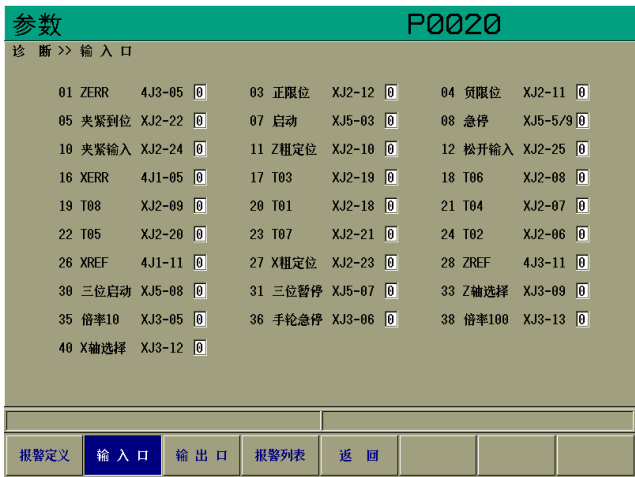 参数 P0020
诊 断>> 输 入 口
01 ZERR 4J3-05 0 03 正限位 XJ2-12 0 04 负限位 XJ2-11 0
05 夹紧到位 XJ2-22 0 07 启动 XJ5-03 0 08 急停 XJ5-5/9 0
10 夹紧输入 XJ2-24 0 11 Z粗定位 XJ2-10 0 12 松开输入 XJ2-25 0
16 XERR 4J1-05 0 17 T03 XJ2-19 0 18 T06 XJ2-08 0
19 T08 XJ2-09 0 20 T01 XJ2-18 0 21 T04 XJ2-07 0
22 T05 XJ2-20 0 23 T07 XJ2-21 0 24 T02 XJ2-06 0
26 XREF 4J1-11 0 27 X粗定位 XJ2-23 0 28 ZREF 4J3-11 0
30 三位启动 XJ5-08 0 31 三位暂停 XJ5-07 0 33 Z轴选择 XJ3-09 0
35 倍率10 XJ3-05 0 36 手轮急停 XJ3-06 0 38 倍率100 XJ3-13 0
40 X轴选择 XJ3-12 0
报警定义 输 入 口 输 出 口 报警列表 返 回